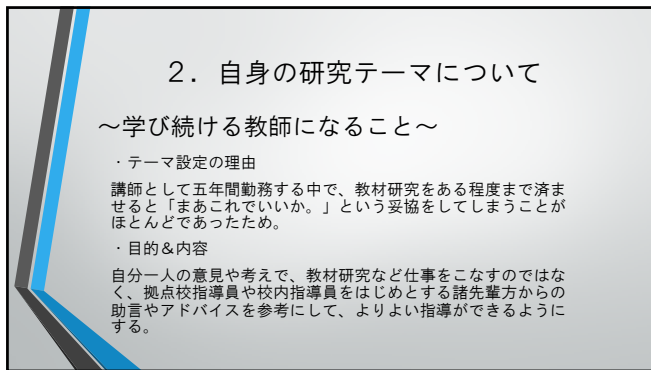 ２．自身の研究テーマについて
～学び続ける教師になること～
・テーマ設定の理由
講師として五年間勤務する中で、教材研究をある程度まで済ま
せると「まあこれでいいか。」という妥協をしてしまうことが
ほとんどであったため。
・目的＆内容
自分一人の意見や考えで、教材研究など仕事をこなすのではな
く、拠点校指導員や校内指導員をはじめとする諸先輩方からの
助言やアドバイスを参考にして、よりよい指導ができるように
する。